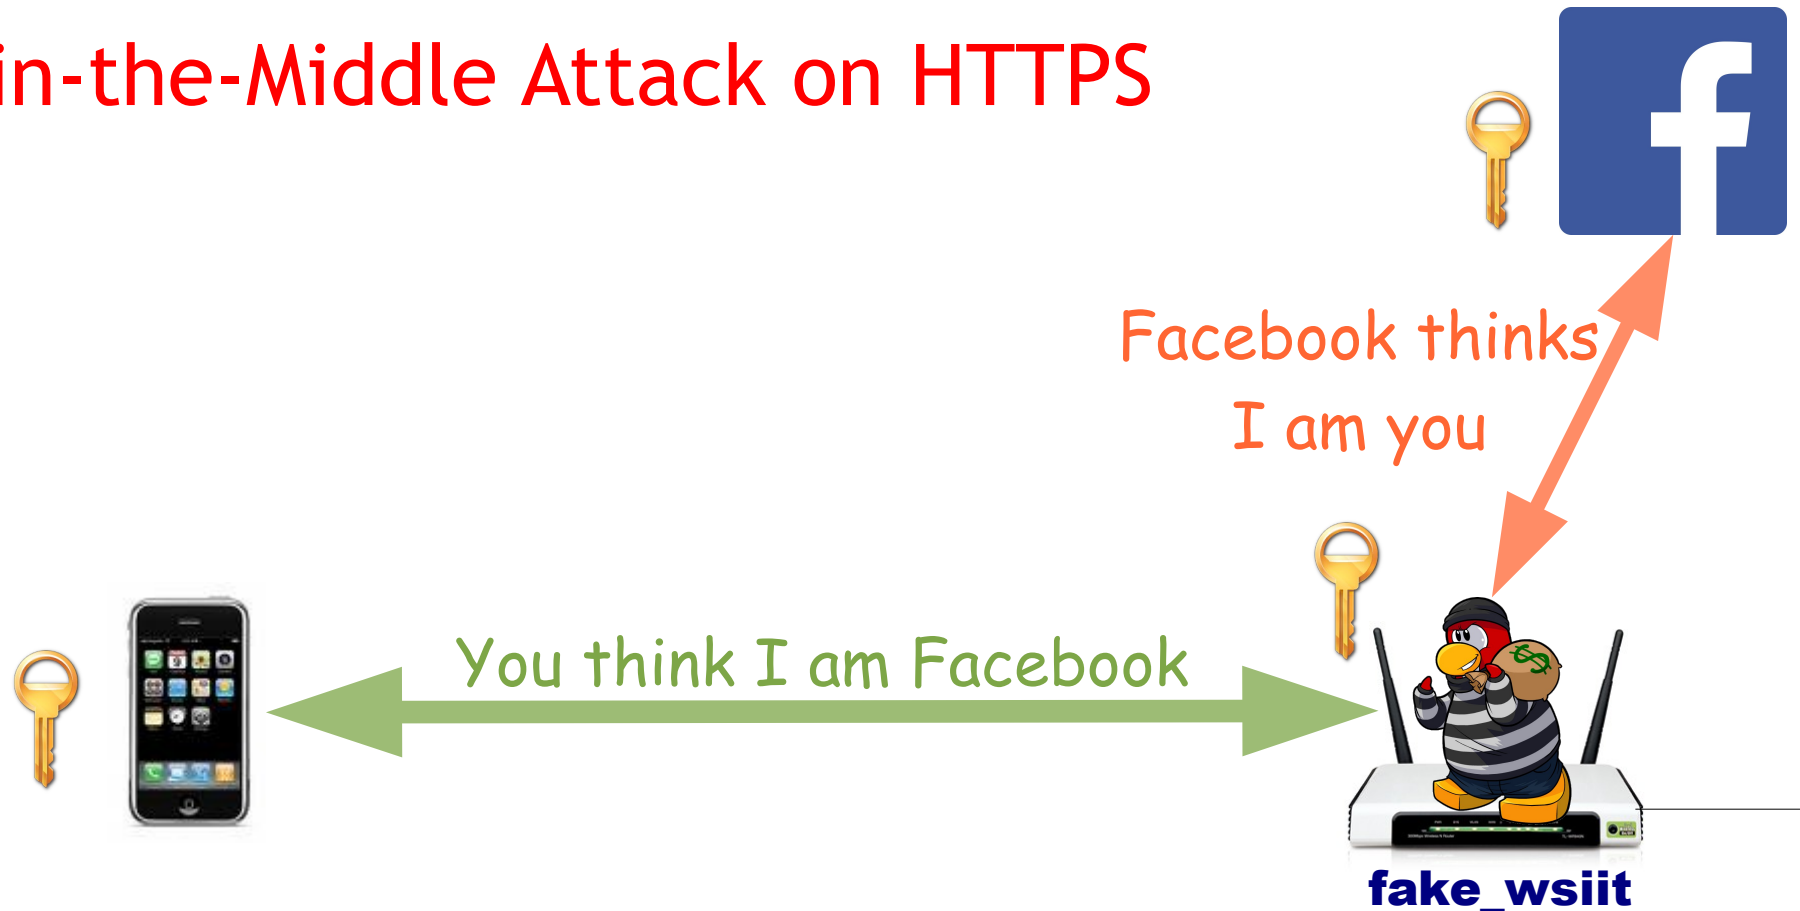 in-the-Middle Attack on HTTPS
Facebook thinks
I am you
You think I am Facebook
fake_wsiit